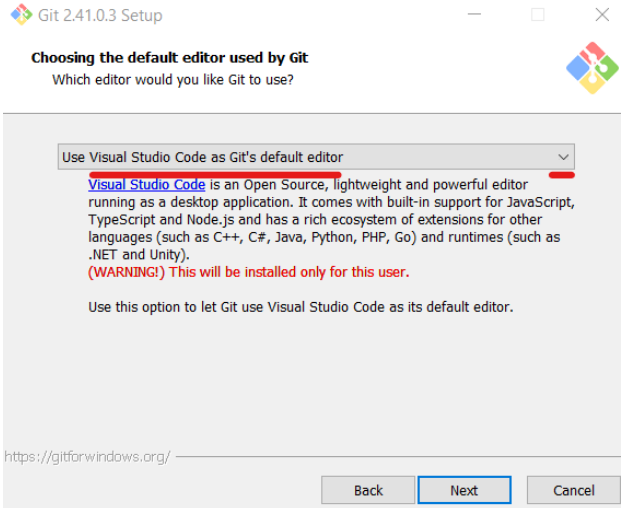 Git 2.41.0.3 Setup
Choosing the default editor used by Git
Which editor would you like Git to use?
Use Visual Studio Code as Git's default editor
Visual Studio Code is an Open Source, lightweight and powerful editor
running as a desktop application. It comes with built-in support for JavaScript,
TypeScript and Node.js and has a rich ecosystem of extensions for other
languages (such as C++, C#, Java, Python, PHP, Go) and runtimes (such as
.NET and Unity).
(WARNING!) This will be installed only for this user.
Use this option to let Git use Visual Studio Code as its default editor.
https://gitforwindows.org/
Back Next Cancel